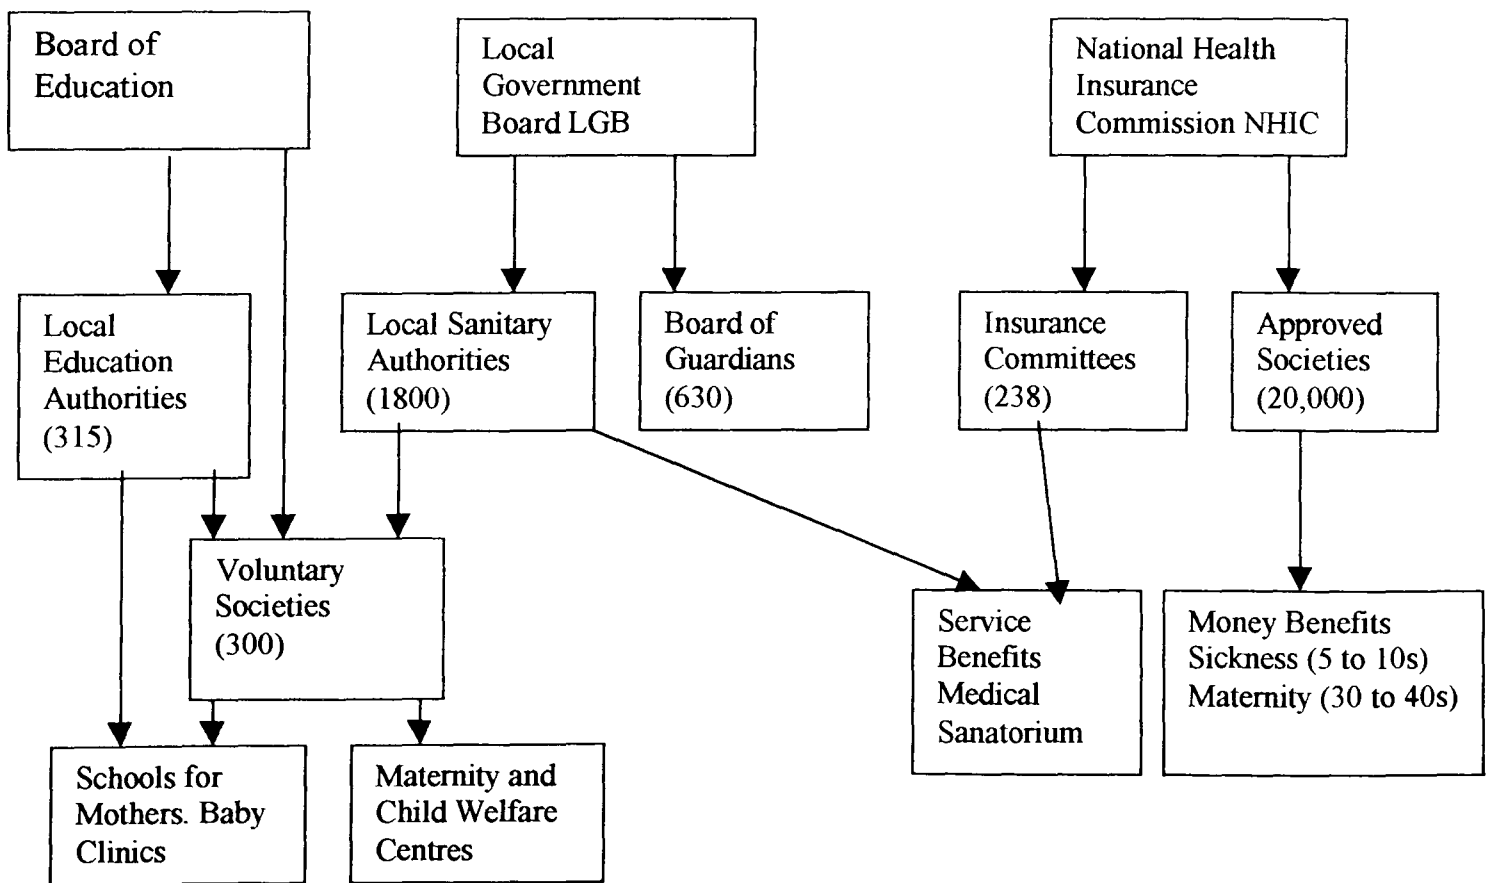 Board of
Education
Local
Government
Board LGB
National Health
Insurance
Commission NHIC
Local
Education
Authorities
(315)
Local Sanitary
Authorities
(1800)
Board of
Guardians
(630)
Insurance
Committees
(238)
Approved
Societies
(20,000)
Voluntary
Societies
(300)
Service
Benefits
Medical
Sanatorium
Money Benefits
Sickness (5 to 10s)
Maternity (30 to 40s)
Schools for
Mothers. Baby
Clinics
Maternity and
Child Welfare
Centres